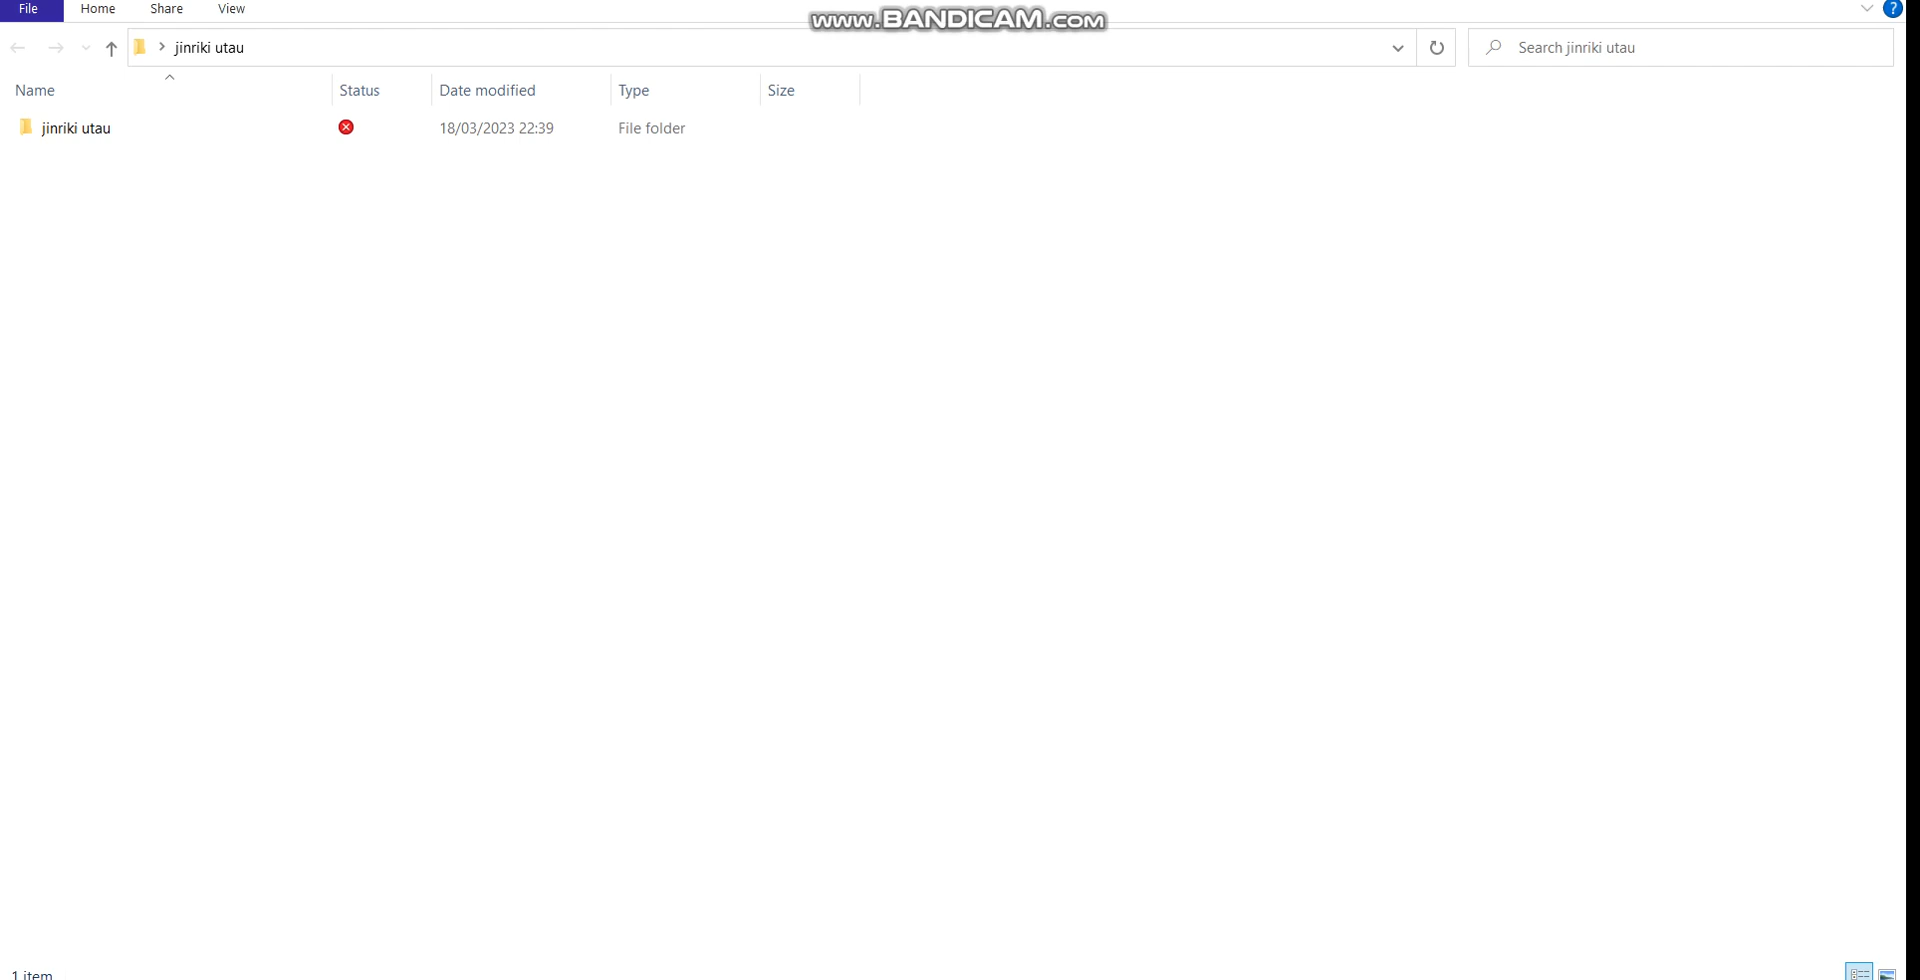 File Home Share View
www.BANDICAM.com
?
jinriki utau
Search jinriki utau
Name Status Date modified Type Size
jinriki utau 18/03/2023 22:39 File folder
1 item